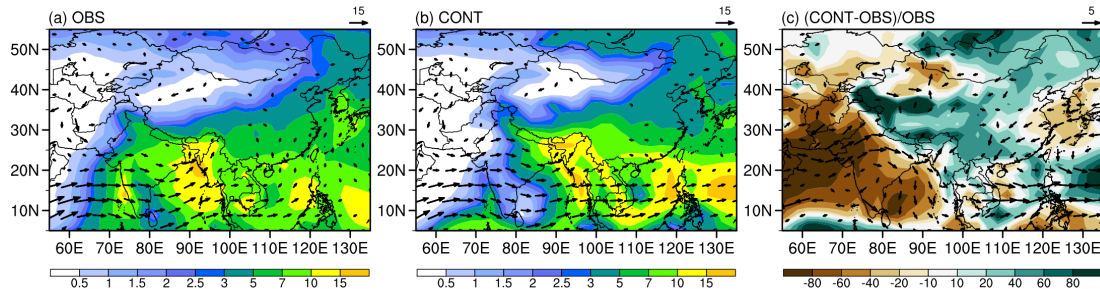 (a) OBS 15
50N
40N
30N
20N
10N
60E 70E 80E 90E 100E 110E 120E 130E
0.5 1 1.5 2 2.5 3 5 7 10 15
(b) CONT 15
50N
40N
30N
20N
10N
60E 70E 80E 90E 100E 110E 120E 130E
0.5 1 1.5 2 2.5 3 5 7 10 15
(c) (CONT-OBS)/OBS 5
50N
40N
30N
20N
10N
60E 70E 80E 90E 100E 110E 120E 130E
-80 -60 -40 -20 -10 10 20 40 60 80